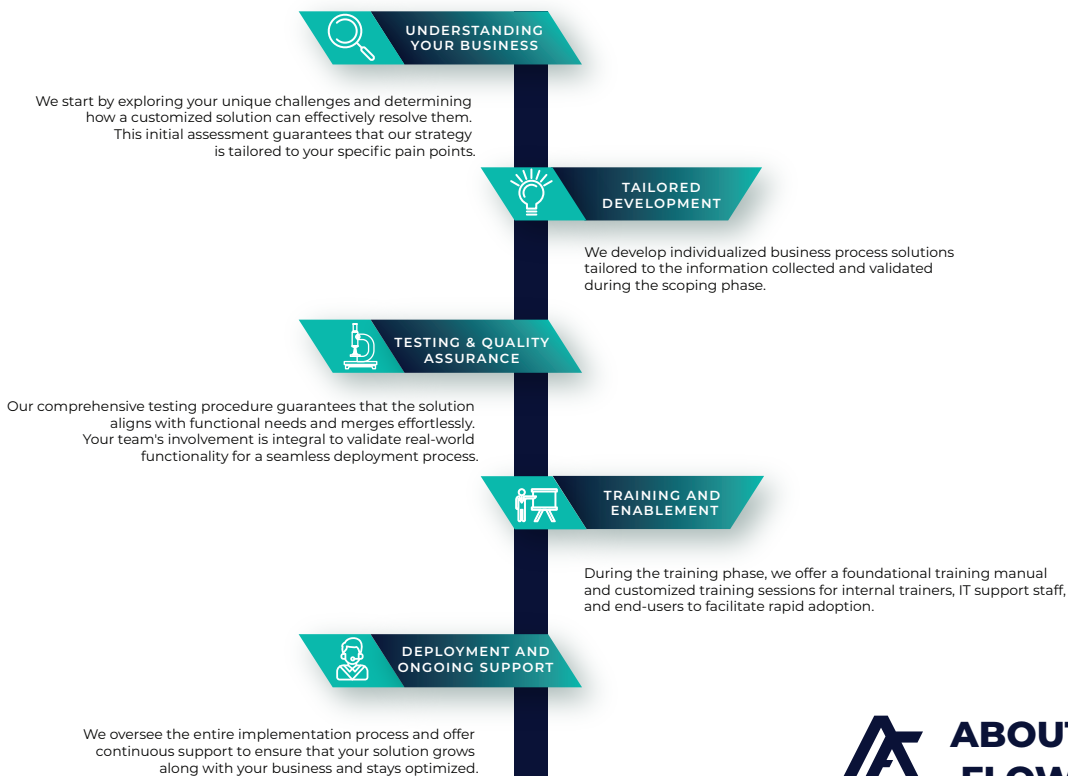 UNDERSTANDING
YOUR BUSINESS
We start by exploring your unique challenges and determining
how a customized solution can effectively resolve them.
This initial assessment guarantees that our strategy
is tailored to your specific pain points.
TAILORED
DEVELOPMENT
We develop individualized business process solutions
tailored to the information collected and validated
during the scoping phase.
TESTING & QUALITY
ASSURANCE
Our comprehensive testing procedure guarantees that the solution
aligns with functional needs and merges effortlessly.
Your team's involvement is integral to validate real-world
functionality for a seamless deployment process.
TRAINING AND
ENABLEMENT
During the training phase, we offer a foundational training manual
and customized training sessions for internal trainers, IT support staff,
and end-users to facilitate rapid adoption.
DEPLOYMENT AND
ONGOING SUPPORT
We oversee the entire implementation process and offer
continuous support to ensure that your solution grows
along with your business and stays optimized.
ABOUT
FLOW